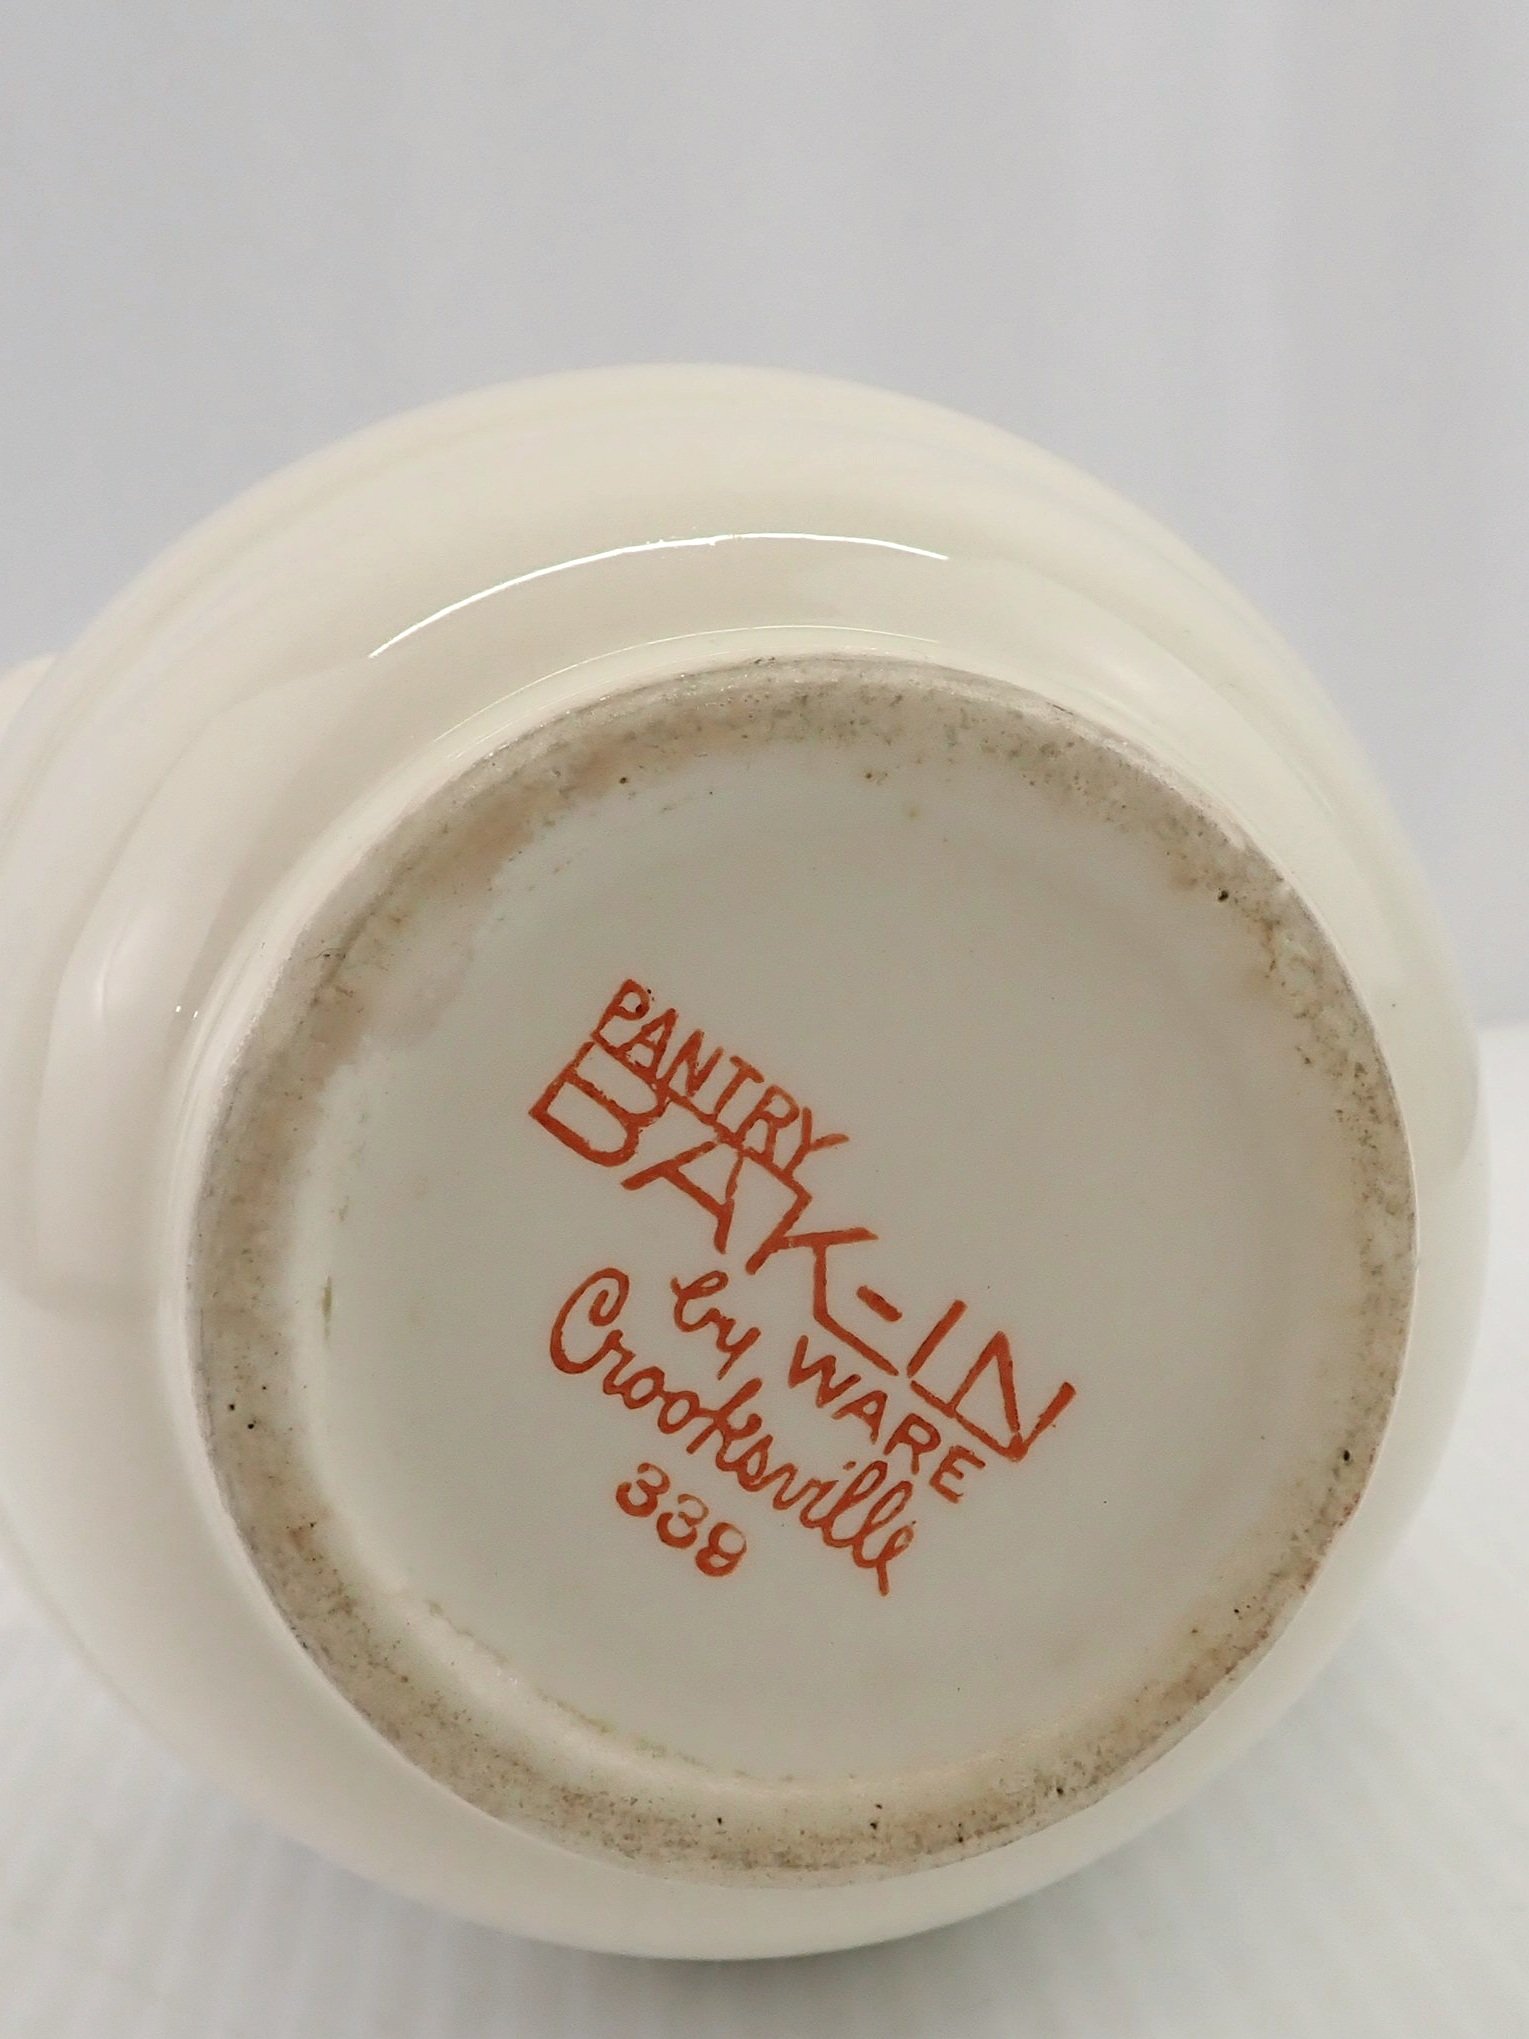 PANTRY
BAK-IN
by WARE
Crooksville
339